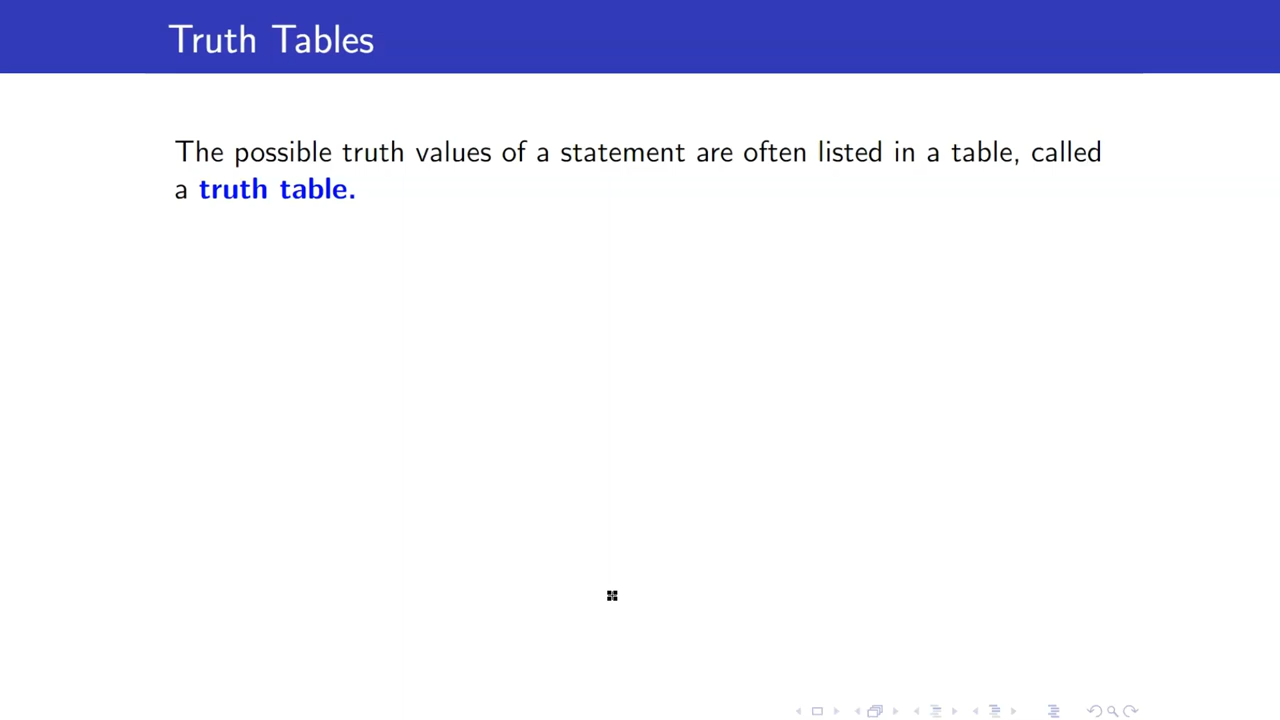 Truth Tables
The possible truth values of a statement are often listed in a table, called
a truth table.